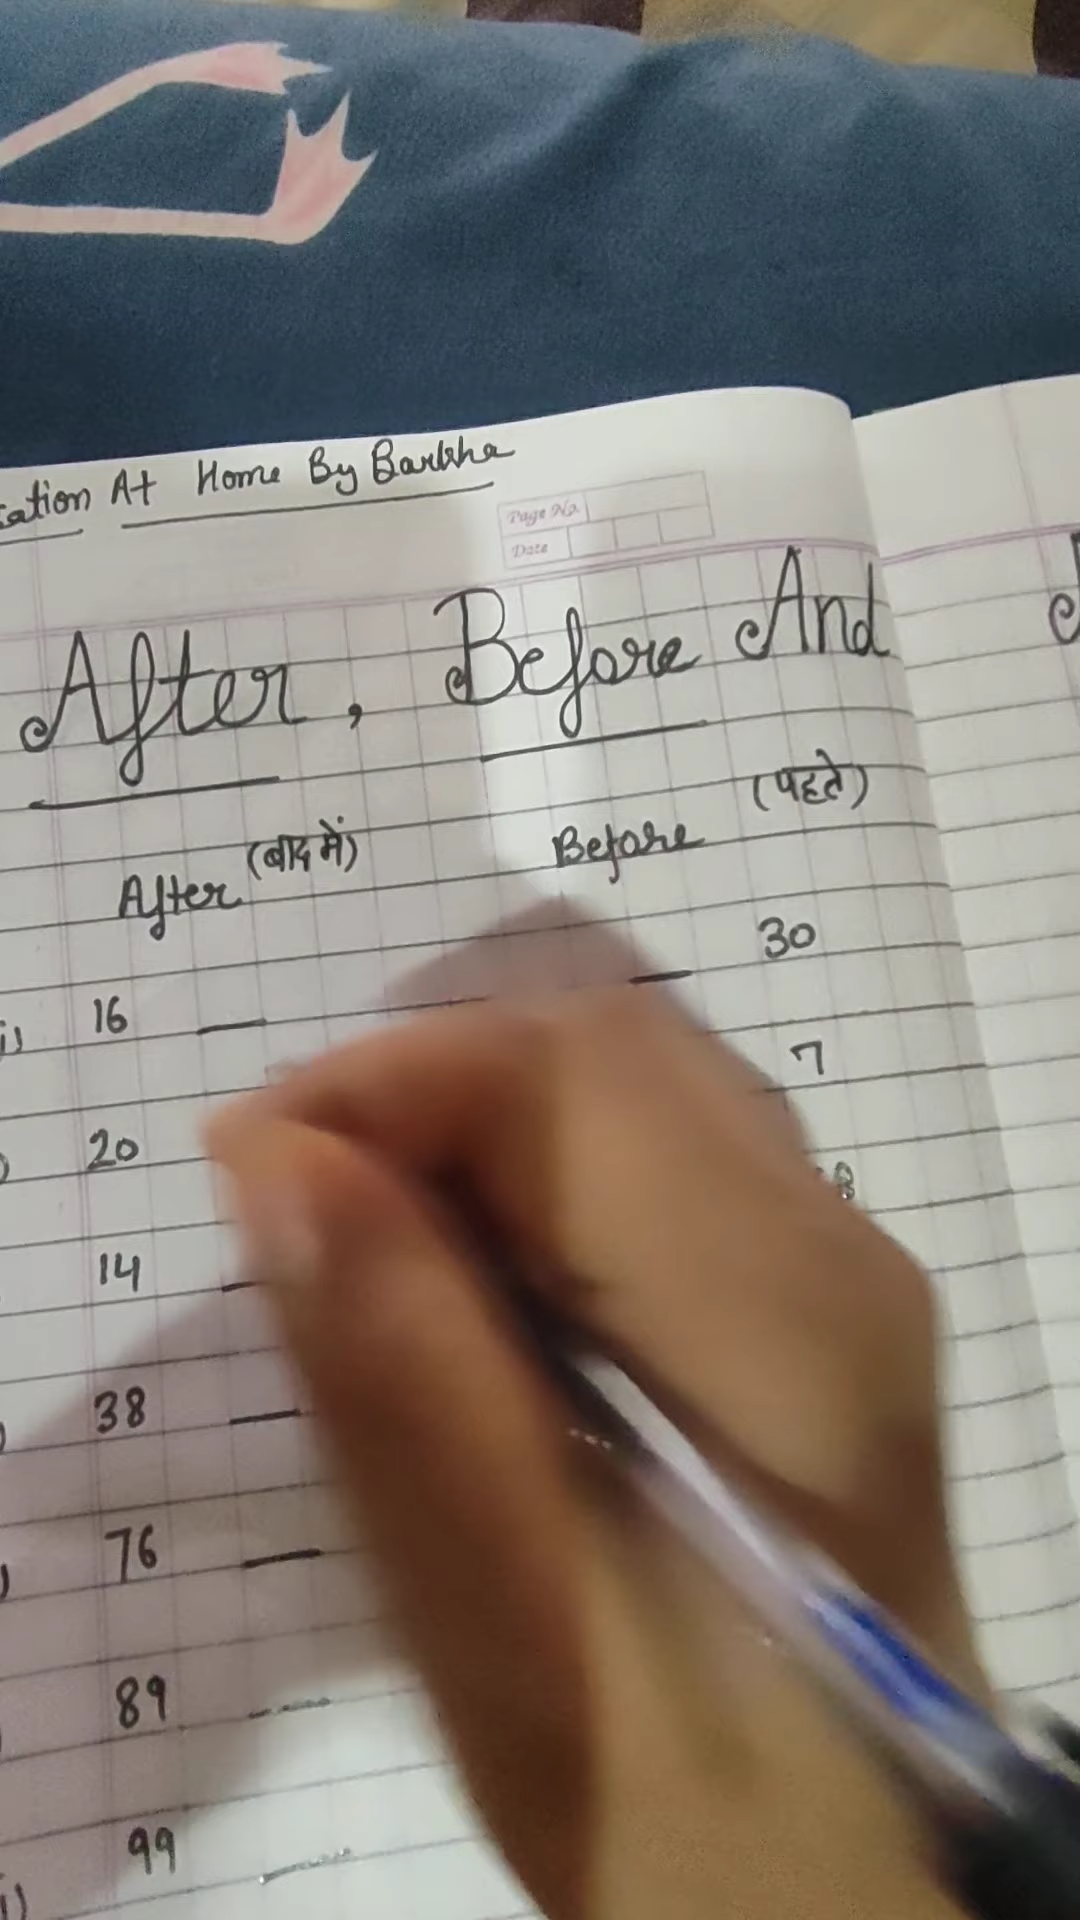 At Home By Barkha
Page No.
Date
After, Before And
After (बाद में)
Before (पहले)
16 — — 30
20 7
14 —
38 —
76 —
89 —
99 —